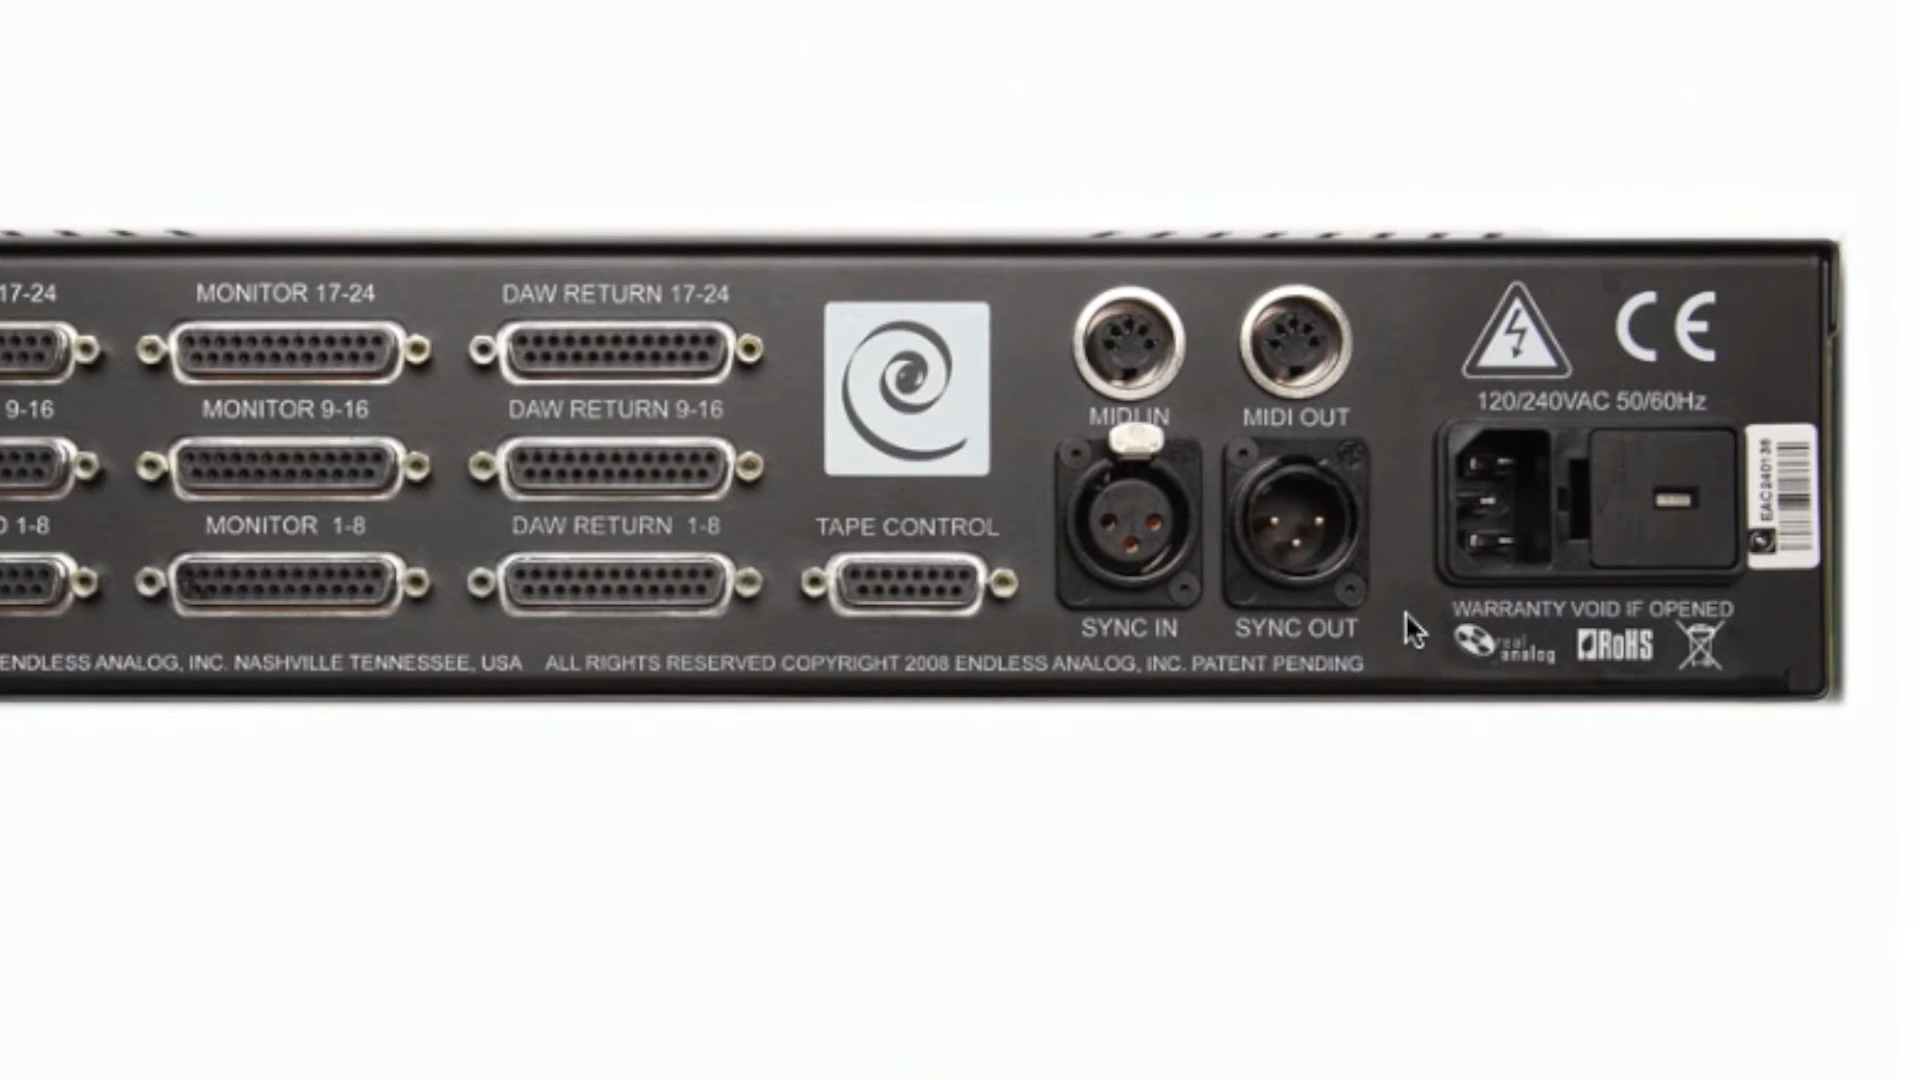 17-24 MONITOR 17-24 DAW RETURN 17-24
9-16 MONITOR 9-16 DAW RETURN 9-16
1-8 MONITOR 1-8 DAW RETURN 1-8
TAPE CONTROL
MIDI IN MIDI OUT
SYNC IN SYNC OUT
CE
120/240VAC 50/60Hz
EAC240138
WARRANTY VOID IF OPENED
real
analog
RoHS
ENDLESS ANALOG, INC. NASHVILLE TENNESSEE, USA ALL RIGHTS RESERVED COPYRIGHT 2008 ENDLESS ANALOG, INC. PATENT PENDING